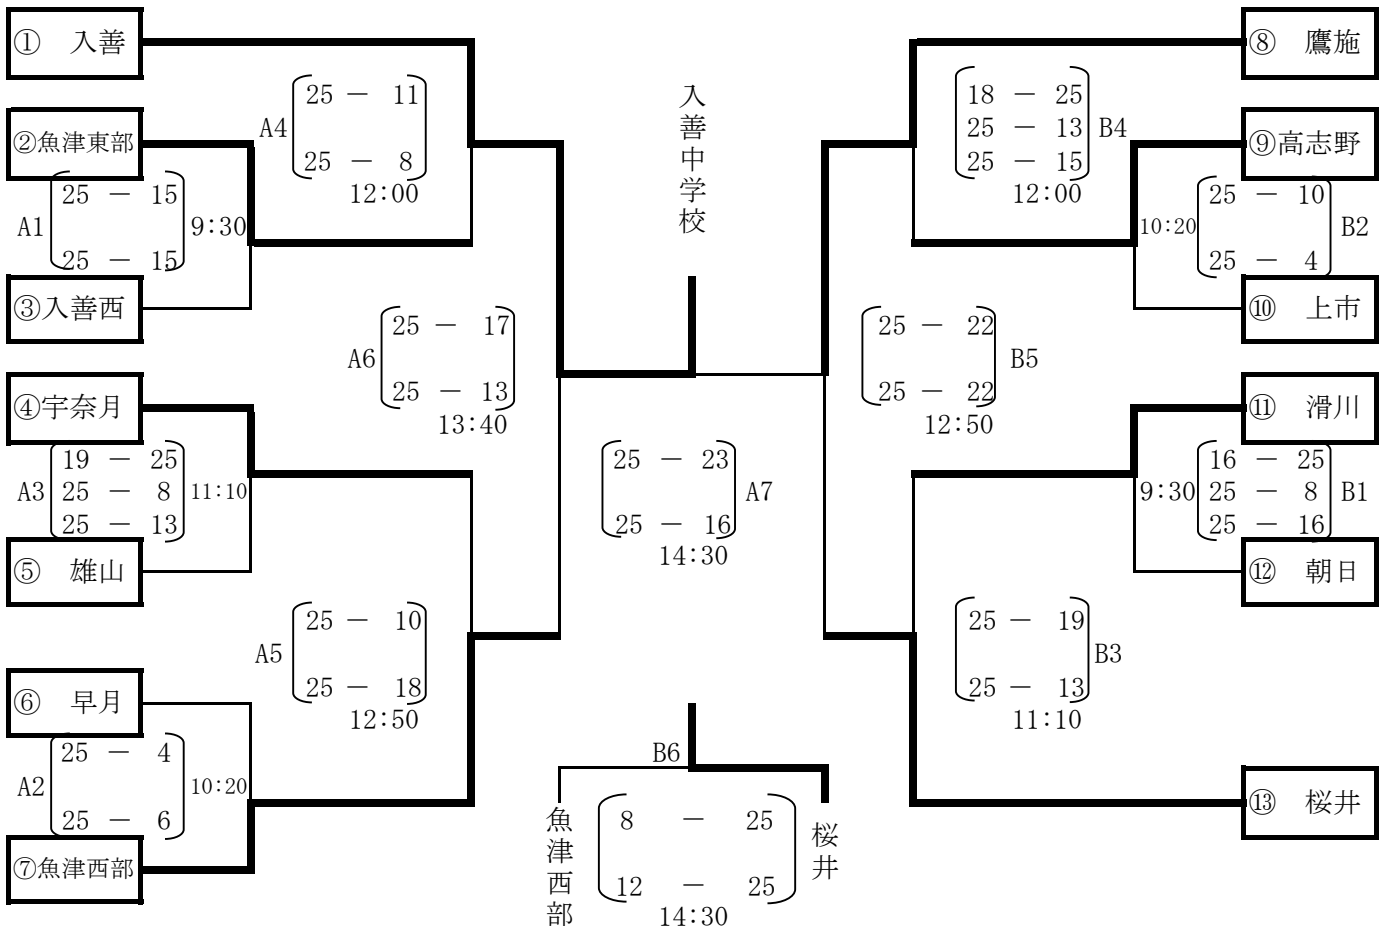 ① 入善
25 － 11
A4
25 － 8
12:00
②魚津東部
25 － 15
A1
9:30
25 － 15
③入善西
25 － 17
A6
25 － 13
13:40
④宇奈月
19 － 25
A3
25 － 8
11:10
25 － 13
⑤ 雄山
25 － 10
A5
25 － 18
12:50
⑥ 早月
25 － 4
A2
10:20
25 － 6
⑦魚津西部
入善中学校
25 － 23
A7
25 － 16
14:30
B6
魚津西部
8 － 25
12 － 25
14:30
桜井
⑧ 鷹施
18 － 25
25 － 13
B4
25 － 15
12:00
⑨高志野
25 － 10
10:20
B2
25 － 4
⑩ 上市
25 － 22
B5
25 － 22
12:50
⑪ 滑川
16 － 25
9:30
25 － 8
B1
25 － 16
⑫ 朝日
25 － 19
B3
25 － 13
11:10
⑬ 桜井